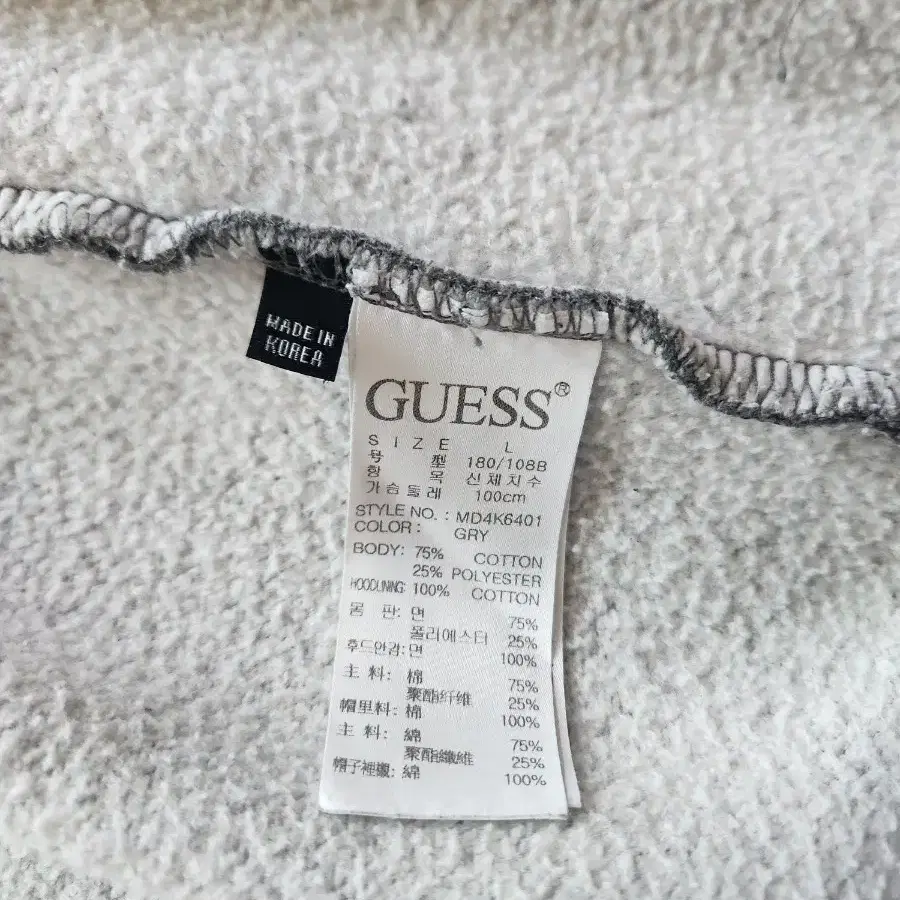 MADE IN
KOREA
GUESS®
SIZE L
号型 180/108B
항목 신체치수
가슴둘레 100cm
STYLE NO. : MD4K6401
COLOR : GRY
BODY: 75% COTTON
25% POLYESTER
HOODLINING: 100% COTTON
몸판: 면 75%
폴리에스터 25%
후드안감: 면 100%
主料: 棉 75%
聚酯纤维 25%
帽里料: 棉 100%
主料: 綿 75%
聚酯纖維 25%
帽子裡襯: 綿 100%